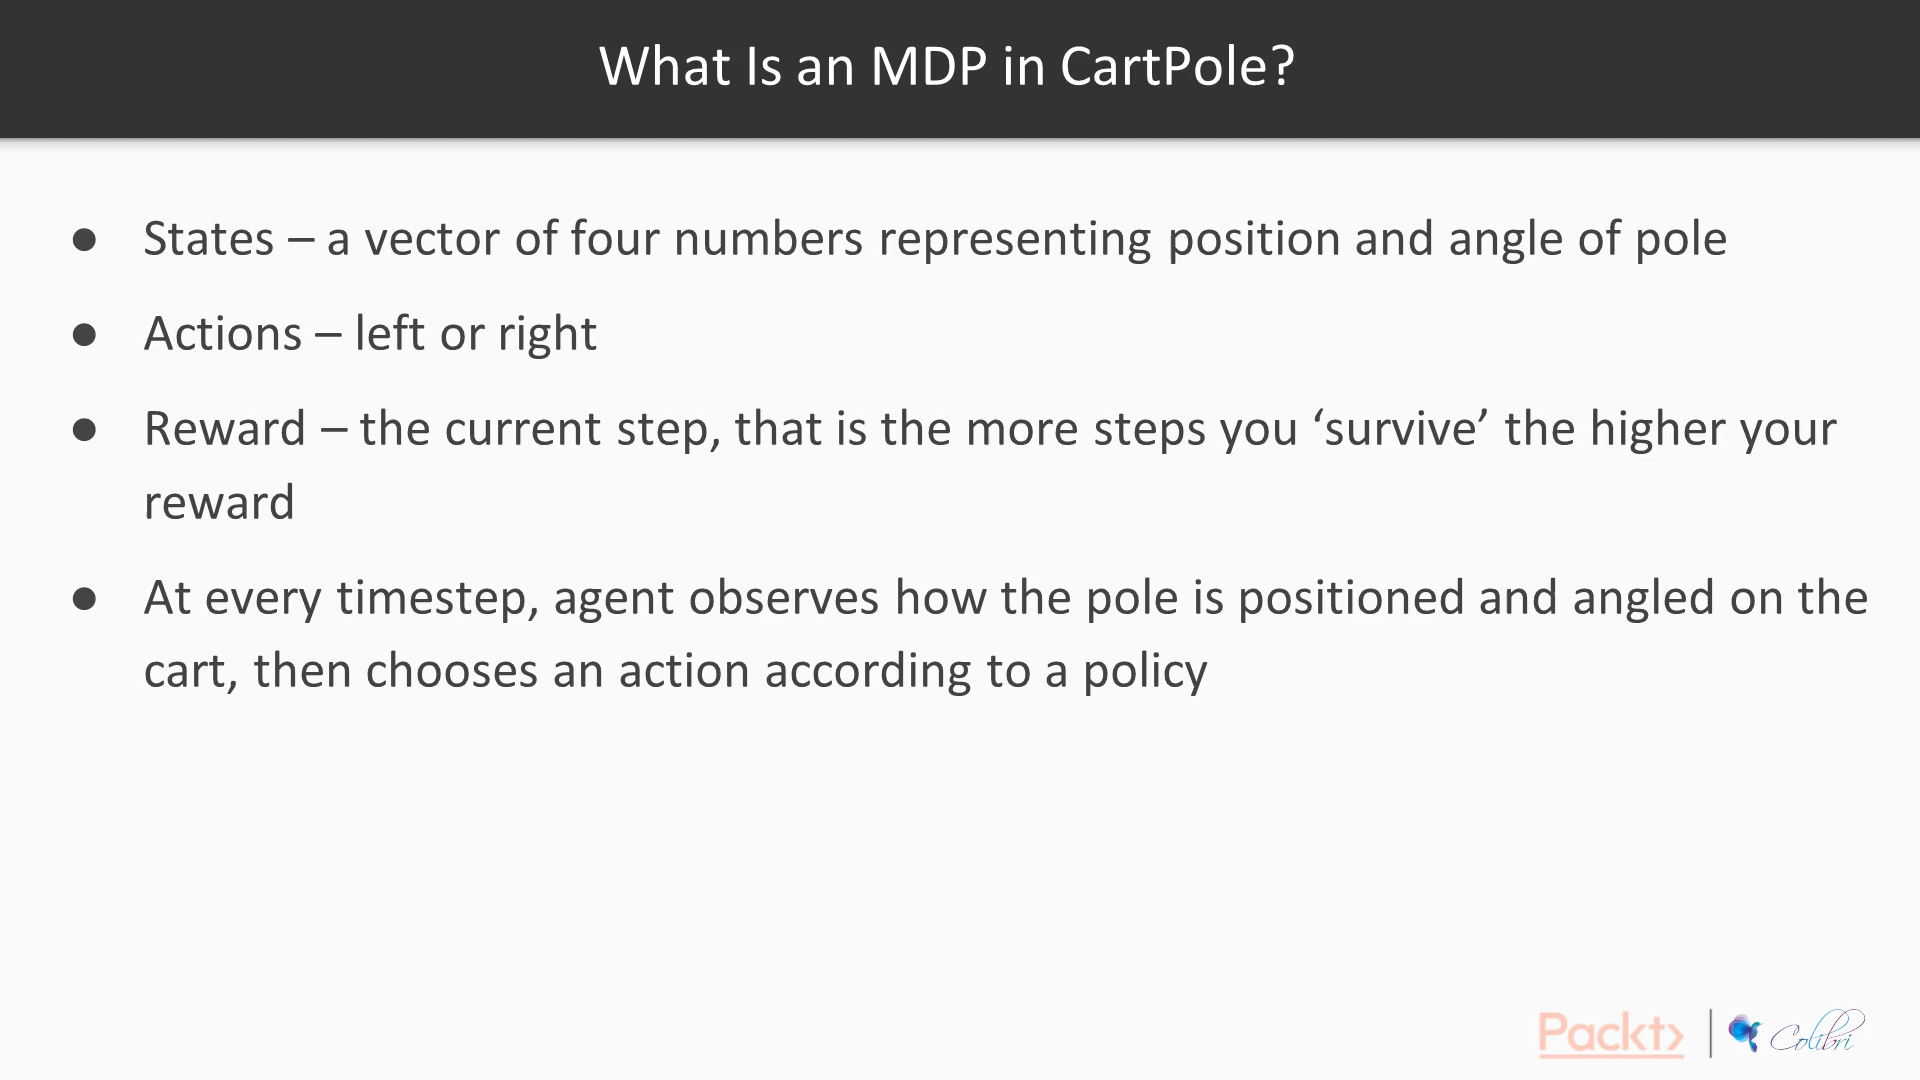 What Is an MDP in CartPole?
● States – a vector of four numbers representing position and angle of pole
● Actions – left or right
● Reward – the current step, that is the more steps you ‘survive’ the higher your
reward
● At every timestep, agent observes how the pole is positioned and angled on the
cart, then chooses an action according to a policy
Packt> | Colibri